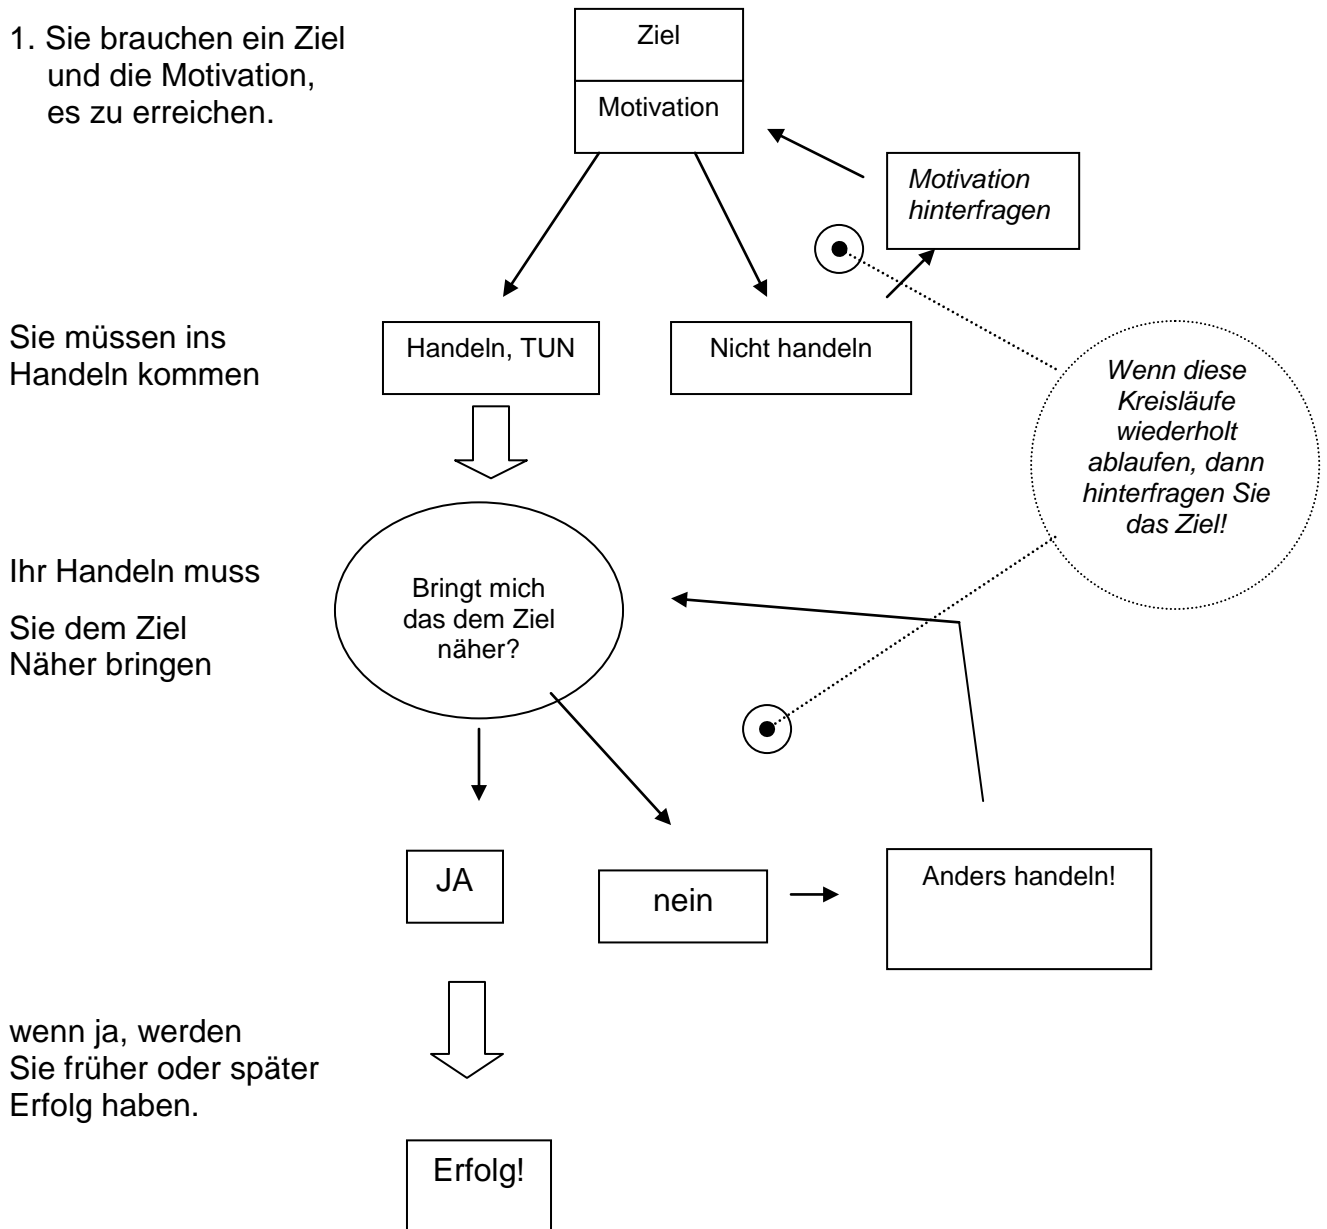 1. Sie brauchen ein Ziel
und die Motivation,
es zu erreichen.
Ziel
Motivation
Motivation
hinterfragen
Sie müssen ins
Handeln kommen
Handeln, TUN
Nicht handeln
Wenn diese
Kreisläufe
wiederholt
ablaufen, dann
hinterfragen Sie
das Ziel!
Ihr Handeln muss
Sie dem Ziel
Näher bringen
Bringt mich
das dem Ziel
näher?
JA
nein
Anders handeln!
wenn ja, werden
Sie früher oder später
Erfolg haben.
Erfolg!